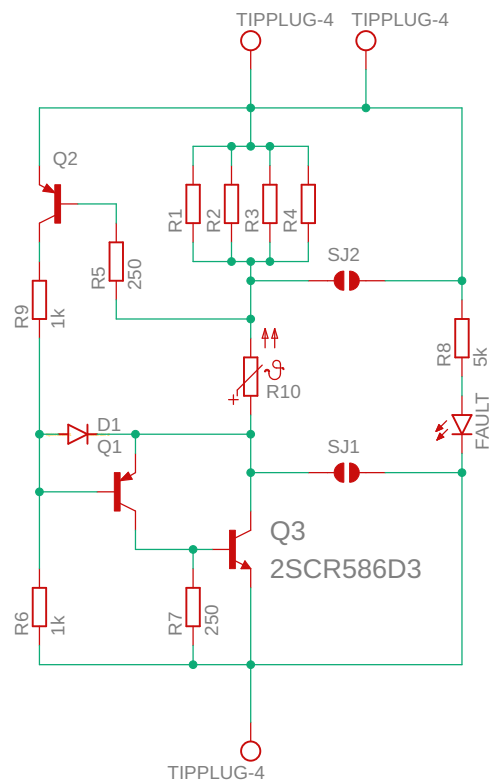 TIPPLUG-4
TIPPLUG-4
Q2
R1
R2
R3
R4
R5
250
SJ2
R9
1k
R8
5k
R10
D1
Q1
FAULT
SJ1
Q3
2SCR586D3
R6
1k
R7
250
TIPPLUG-4